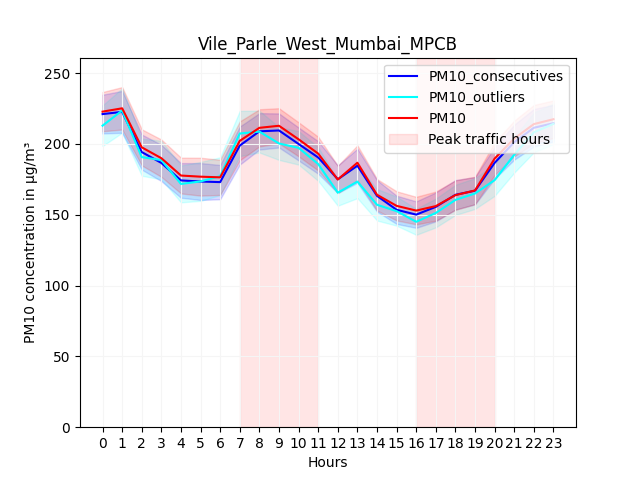 Vile_Parle_West_Mumbai_MPCB
PM10 concentration in µg/m³
250
200
150
100
50
0
PM10_consecutives
PM10_outliers
PM10
Peak traffic hours
0 1 2 3 4 5 6 7 8 9 10 11 12 13 14 15 16 17 18 19 20 21 22 23
Hours